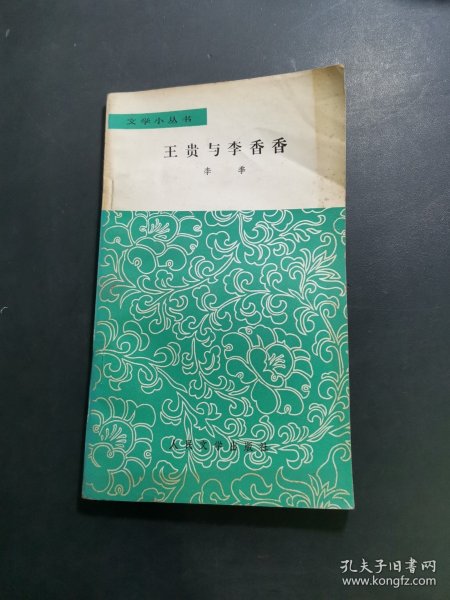 文学小丛书
王贵与李香香
李季
人民文学出版社
孔夫子旧书网
www.kongfz.com